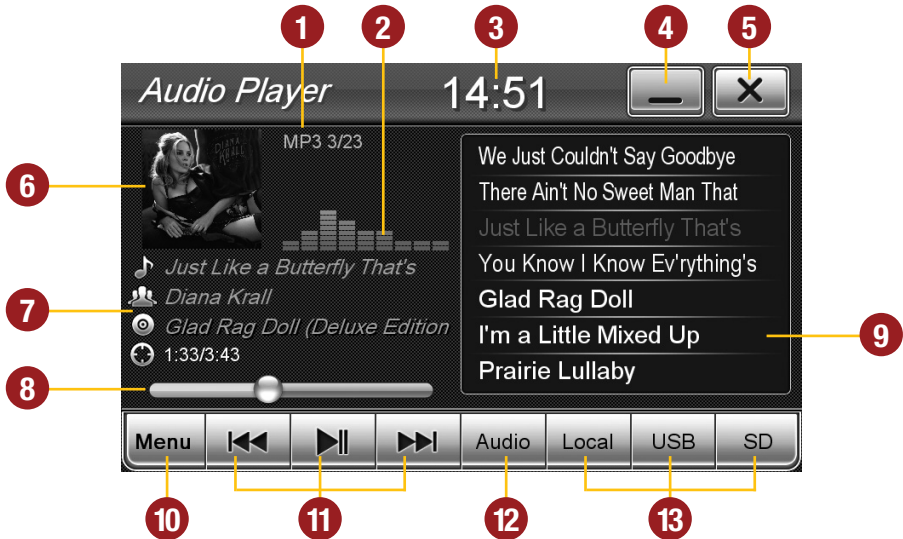 1 2 3 4 5
Audio Player 14:51
MP3 3/23
DIANA KRALL
6
Just Like a Butterfly That's
Diana Krall
7
Glad Rag Doll (Deluxe Edition
1:33/3:43
8
We Just Couldn't Say Goodbye
There Ain't No Sweet Man That
Just Like a Butterfly That's
You Know I Know Ev'rything's
Glad Rag Doll
I'm a Little Mixed Up
9
Prairie Lullaby
Menu Audio Local USB SD
10 11 12 13